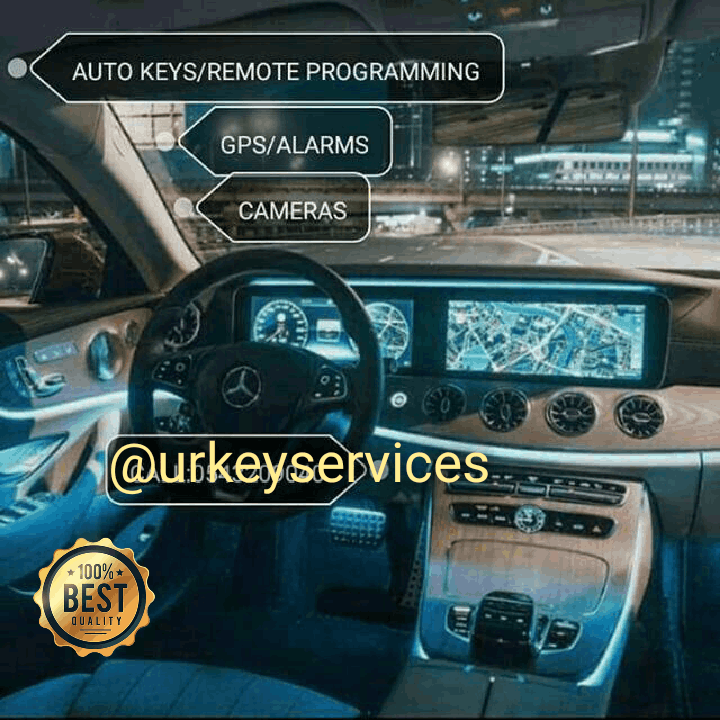 AUTO KEYS/REMOTE PROGRAMMING
GPS/ALARMS
CAMERAS
@urkeyservices
100%
BEST
QUALITY